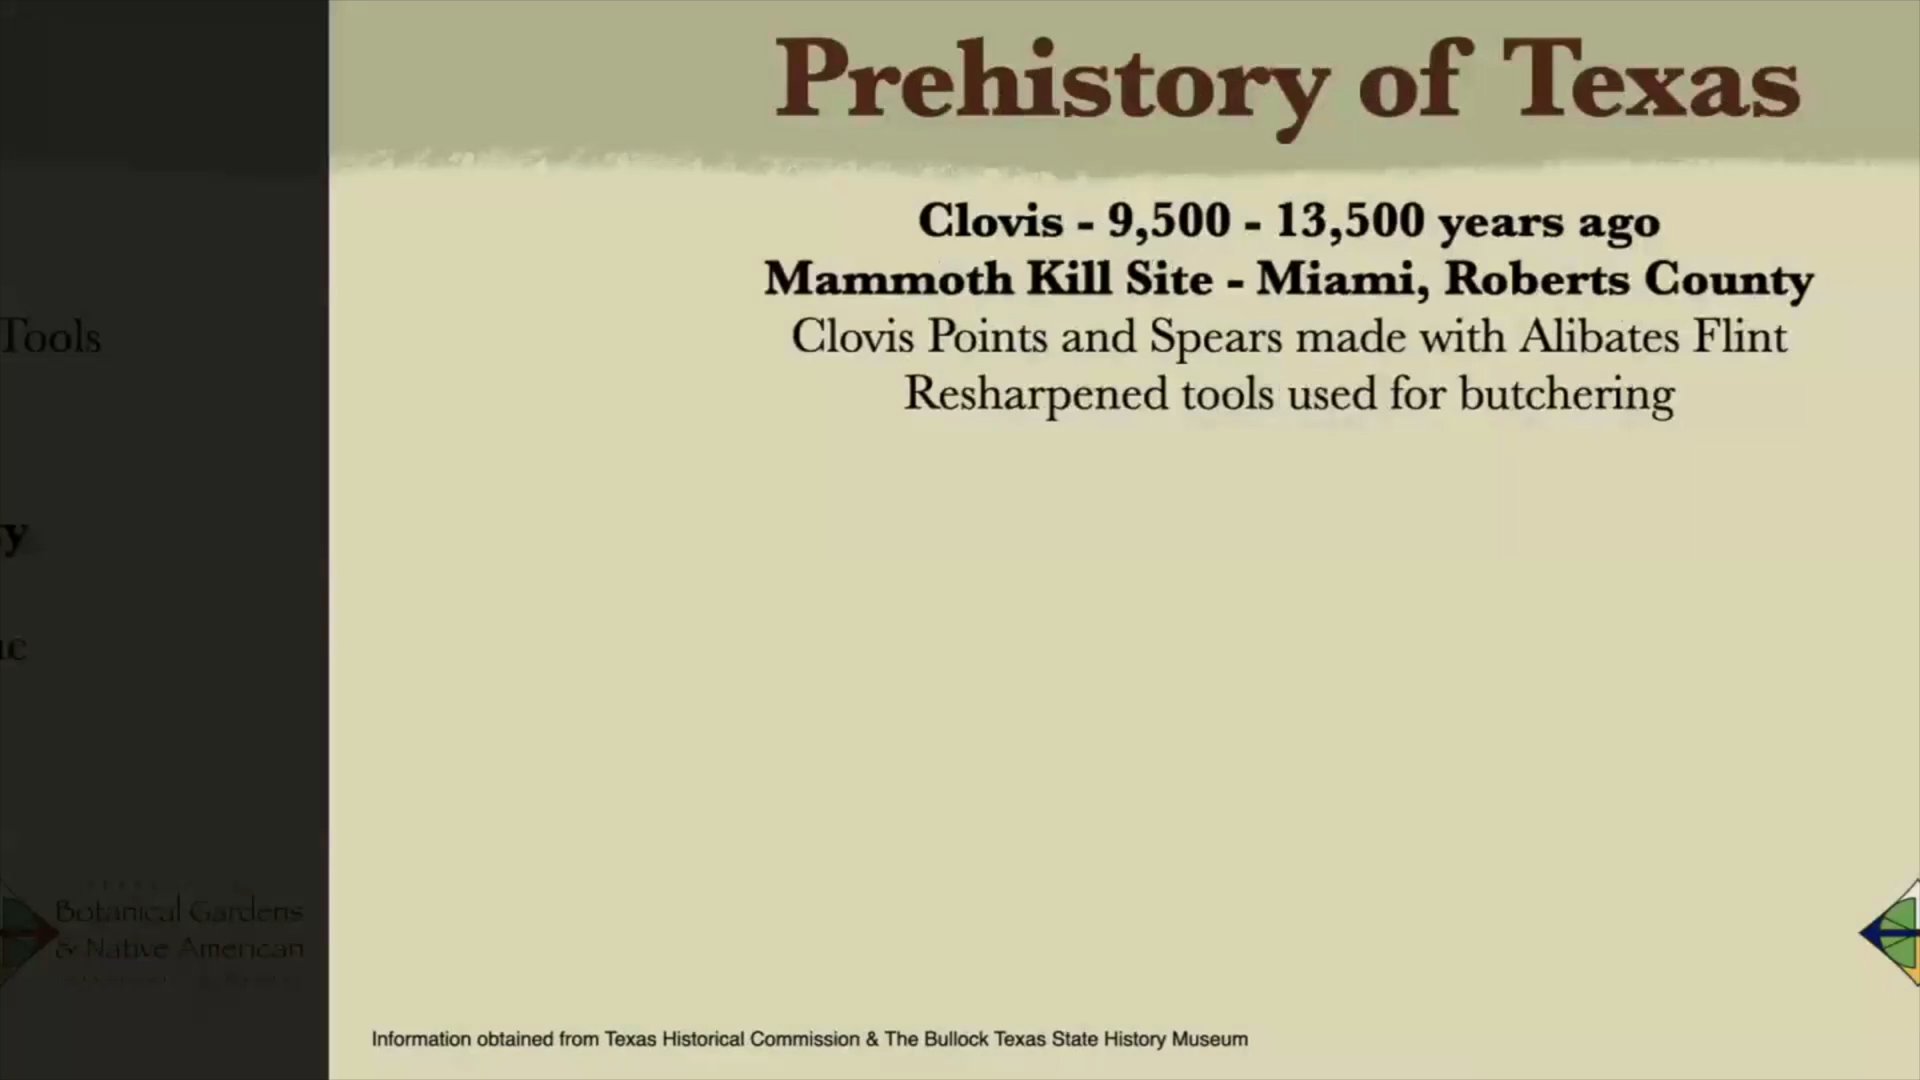 Prehistory of Texas
Clovis - 9,500 - 13,500 years ago
Mammoth Kill Site - Miami, Roberts County
Clovis Points and Spears made with Alibates Flint
Resharpened tools used for butchering
Tools
Botanical Gardens
& Native American
Information obtained from Texas Historical Commission & The Bullock Texas State History Museum